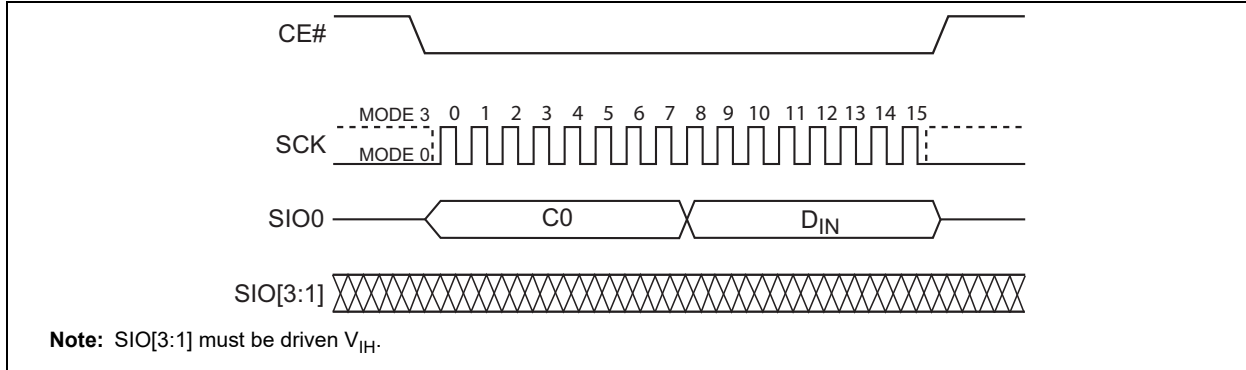 CE#
MODE 3 0 1 2 3 4 5 6 7 8 9 10 11 12 13 14 15
SCK
MODE 0
SIO0 C0 DIN
SIO[3:1]
Note: SIO[3:1] must be driven VIH.